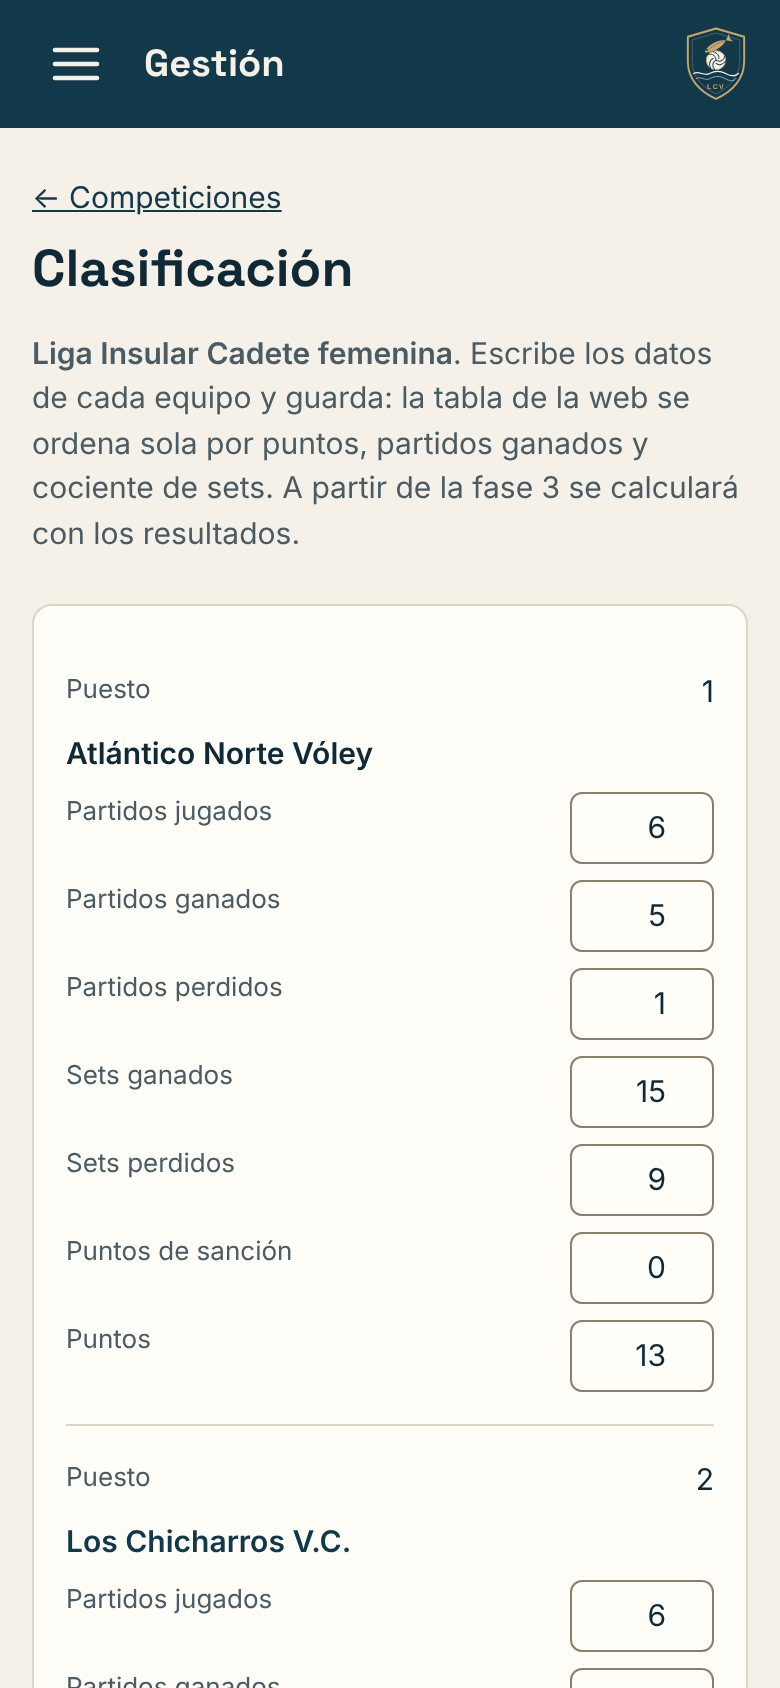 Gestión
LCV
← Competiciones
Clasificación
Liga Insular Cadete femenina. Escribe los datos
de cada equipo y guarda: la tabla de la web se
ordena sola por puntos, partidos ganados y
cociente de sets. A partir de la fase 3 se calculará
con los resultados.
Puesto 1
Atlántico Norte Vóley
Partidos jugados 6
Partidos ganados 5
Partidos perdidos 1
Sets ganados 15
Sets perdidos 9
Puntos de sanción 0
Puntos 13
Puesto 2
Los Chicharros V.C.
Partidos jugados 6
Partidos ganados